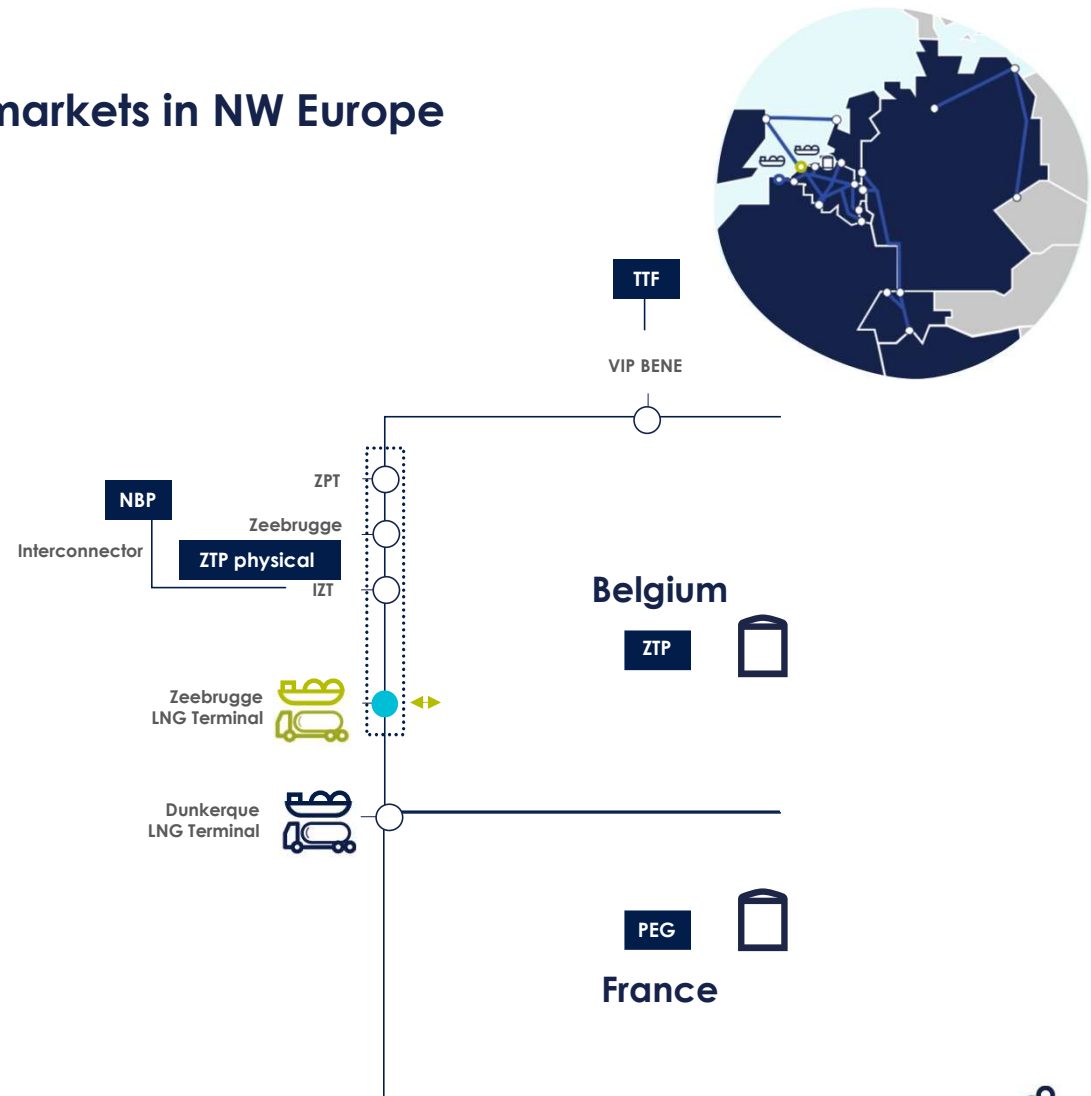 markets in NW Europe
TTF
VIP BENE
ZPT
NBP
Zeebrugge
Interconnector
ZTP physical
IZT
Belgium
ZTP
Zeebrugge
LNG Terminal
Dunkerque
LNG Terminal
PEG
France